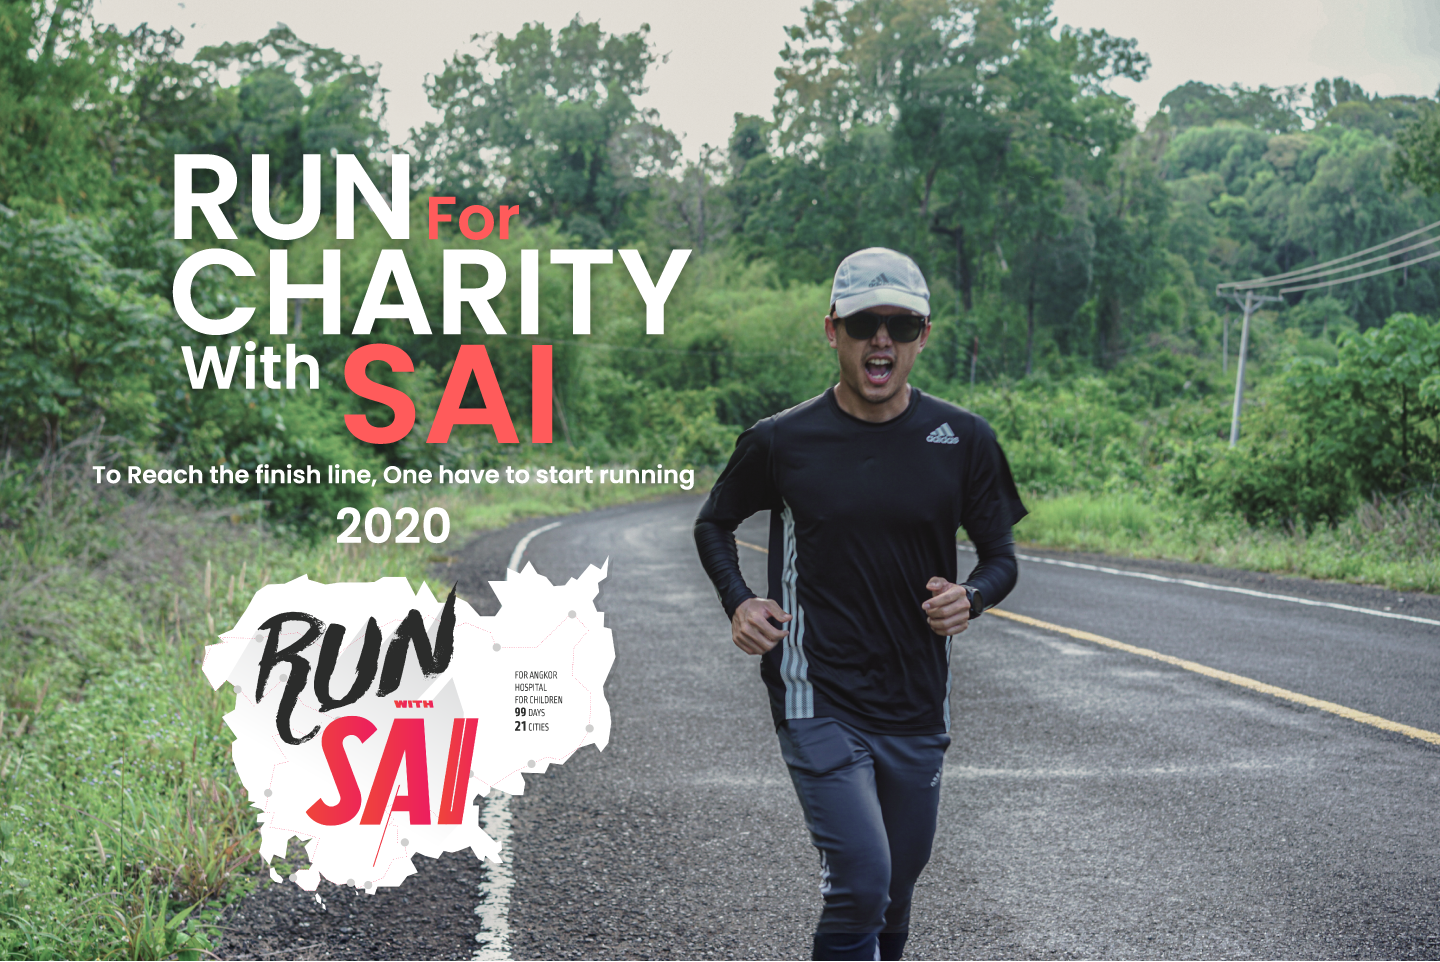 RUN For
CHARITY
With SAI
To Reach the finish line, One have to start running
2020
RUN
WITH
SAI
FOR ANGKOR
HOSPITAL
FOR CHILDREN
99 DAYS
21 CITIES
adidas